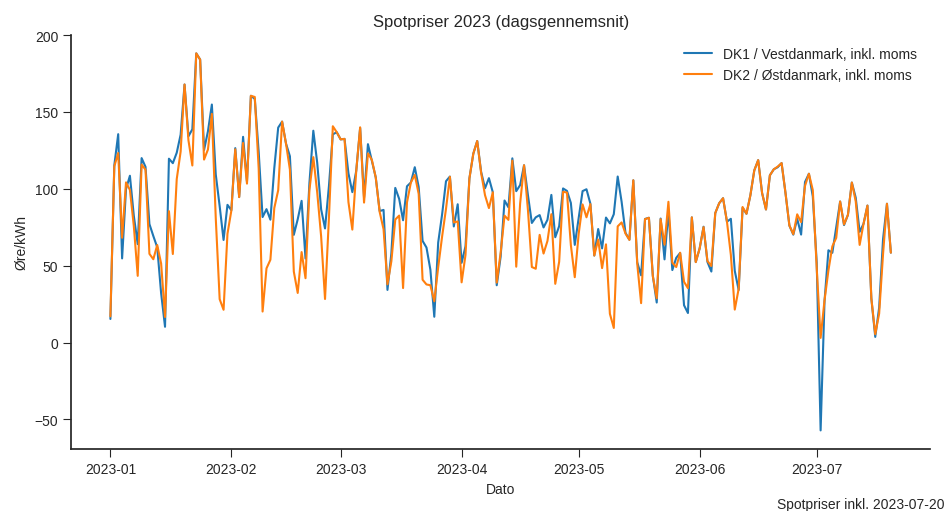 Spotpriser 2023 (dagsgennemsnit)
DK1 / Vestdanmark, inkl. moms
DK2 / Østdanmark, inkl. moms
Øre/kWh
200
150
100
50
0
−50
2023-01
2023-02
2023-03
2023-04
2023-05
2023-06
2023-07
Dato
Spotpriser inkl. 2023-07-20